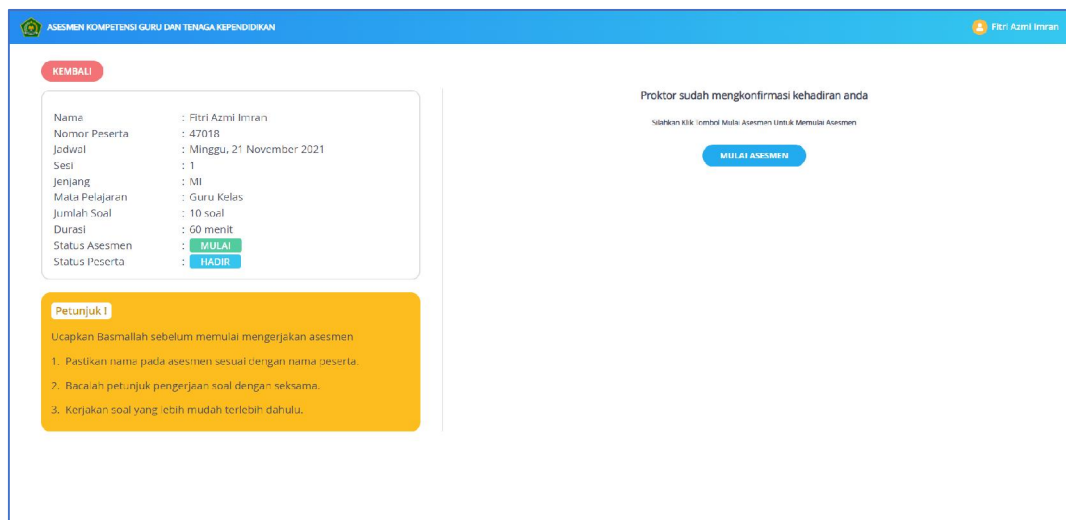 ASESMEN KOMPETENSI GURU DAN TENAGA KEPENDIDIKAN
Fitri Azmi Imran
KEMBALI
Nama : Fitri Azmi Imran
Nomor Peserta : 47018
Jadwal : Minggu, 21 November 2021
Sesi : 1
Jenjang : MI
Mata Pelajaran : Guru Kelas
Jumlah Soal : 10 soal
Durasi : 60 menit
Status Asesmen : MULAI
Status Peserta : HADIR
Petunjuk !
Ucapkan Basmallah sebelum memulai mengerjakan asesmen
1. Pastikan nama pada asesmen sesuai dengan nama peserta.
2. Bacalah petunjuk pengerjaan soal dengan seksama.
3. Kerjakan soal yang lebih mudah terlebih dahulu.
Proktor sudah mengkonfirmasi kehadiran anda
Silahkan Klik Tombol Mulai Asesmen Untuk Memulai Asesmen
MULAI ASESMEN